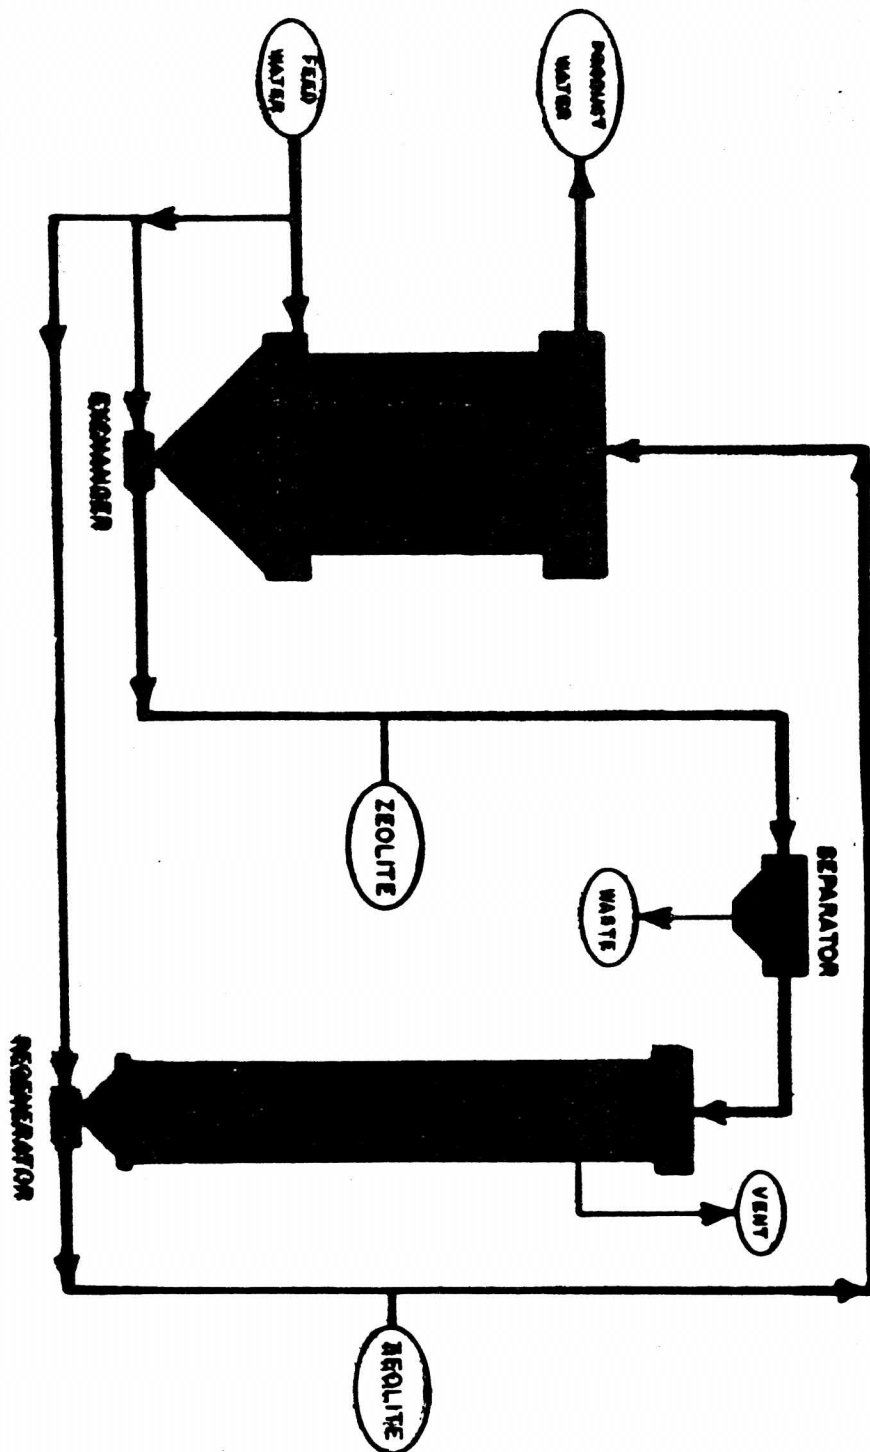 PRODUCT
WATER
FEED
WATER
EXCHANGER
SEPARATOR
ZEOLITE
WASTE
VENT
REGENERATOR
ZEOLITE